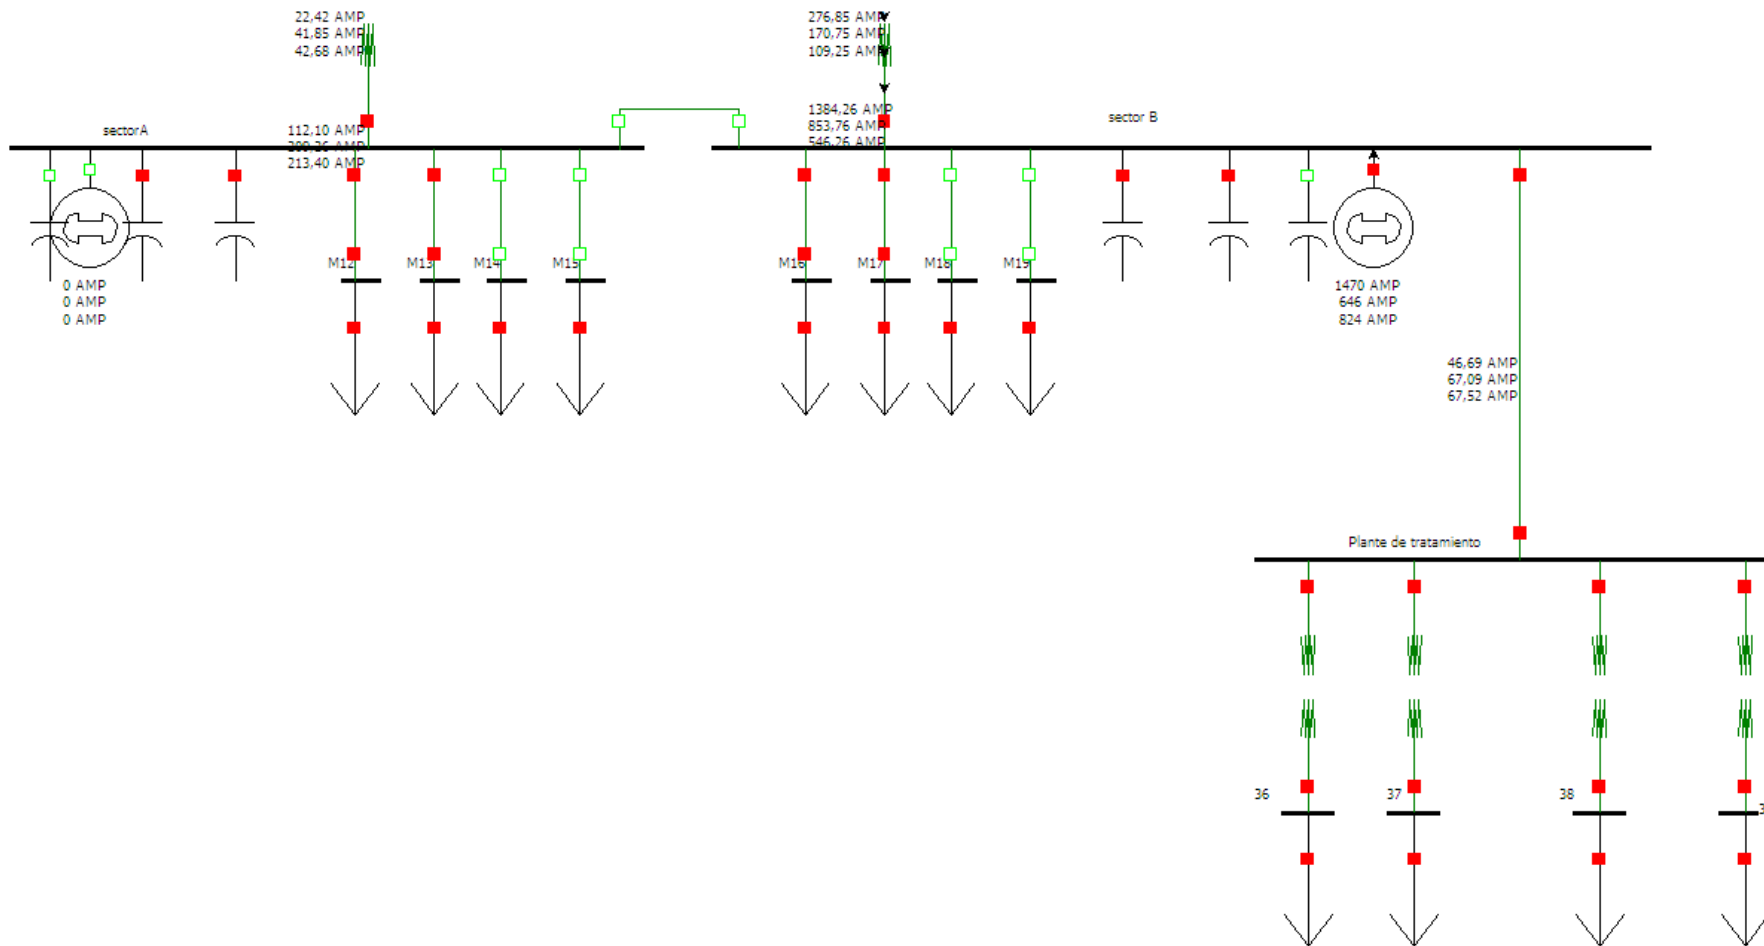 22,42 AMP
41,85 AMP
42,68 AMP
276,85 AMP
170,75 AMP
109,25 AMP
sectorA
112,10 AMP
213,40 AMP
1384,26 AMP
853,76 AMP
546,26 AMP
sector B
M12
M13
M14
M15
M16
M17
M18
M19
0 AMP
0 AMP
0 AMP
1470 AMP
646 AMP
824 AMP
46,69 AMP
67,09 AMP
67,52 AMP
Plante de tratamiento
36
37
38